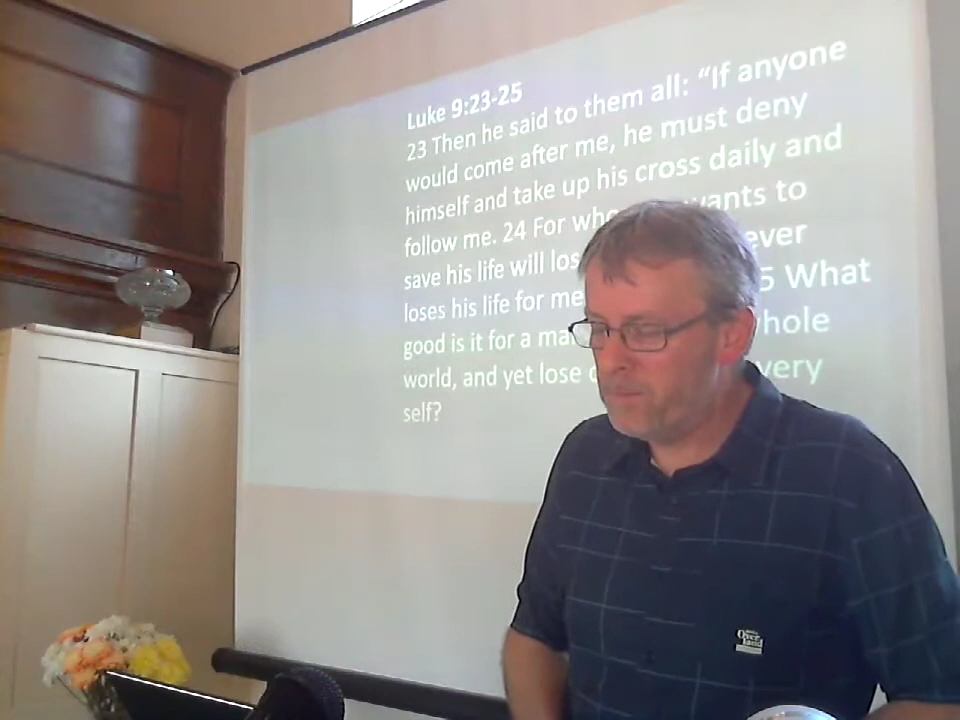 Luke 9:23-25
23 Then he said to them all: “If anyone
would come after me, he must deny
himself and take up his cross daily and
follow me. 24 For who wants to
save his life will los ever
loses his life for me 5 What
good is it for a ma hole
world, and yet lose very
self?
Over
land